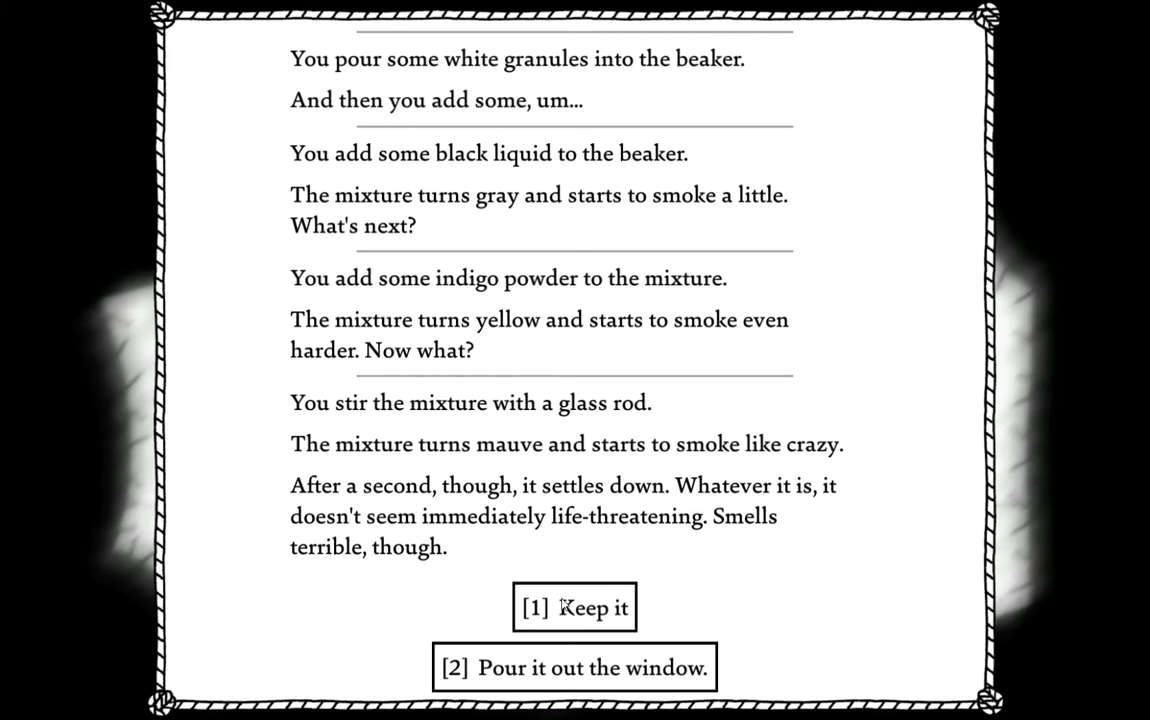 You pour some white granules into the beaker.
And then you add some, um...
You add some black liquid to the beaker.
The mixture turns gray and starts to smoke a little.
What's next?
You add some indigo powder to the mixture.
The mixture turns yellow and starts to smoke even
harder. Now what?
You stir the mixture with a glass rod.
The mixture turns mauve and starts to smoke like crazy.
After a second, though, it settles down. Whatever it is, it
doesn't seem immediately life-threatening. Smells
terrible, though.
[1] Keep it
[2] Pour it out the window.